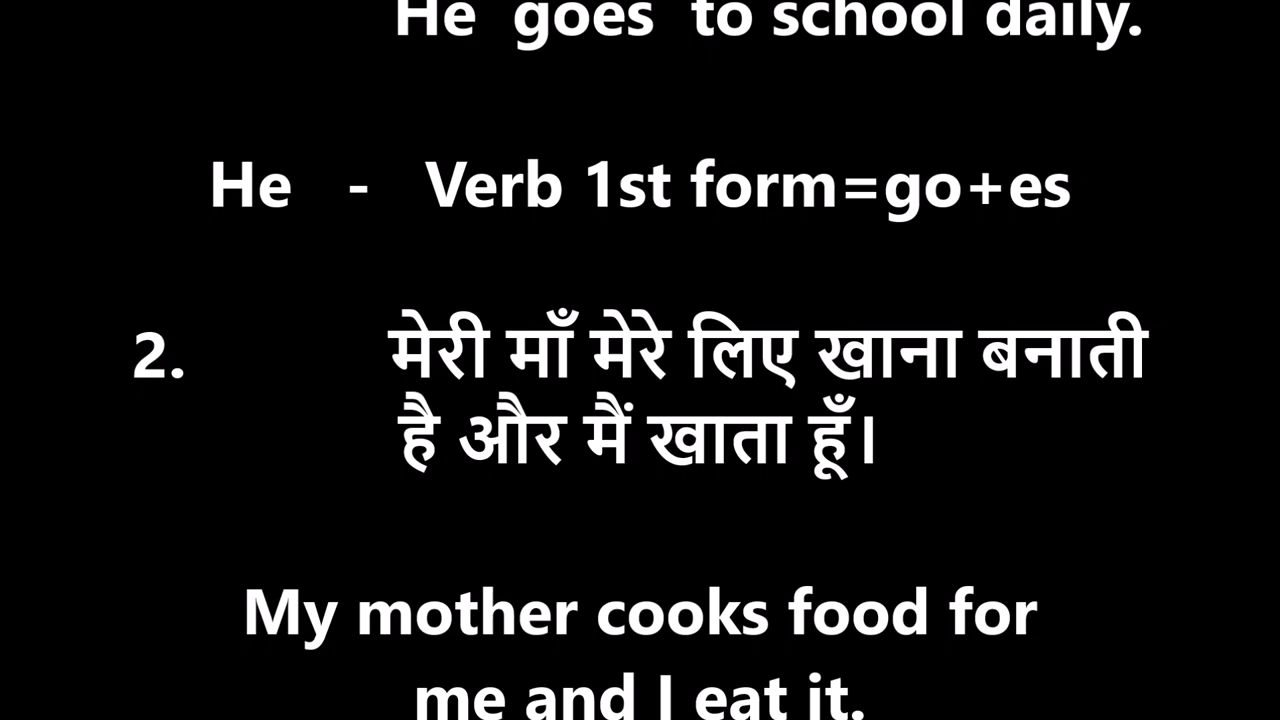 He goes to school daily.
He - Verb 1st form=go+es
2. मेरी माँ मेरे लिए खाना बनाती
है और मैं खाता हूँ।
My mother cooks food for
me and I eat it.